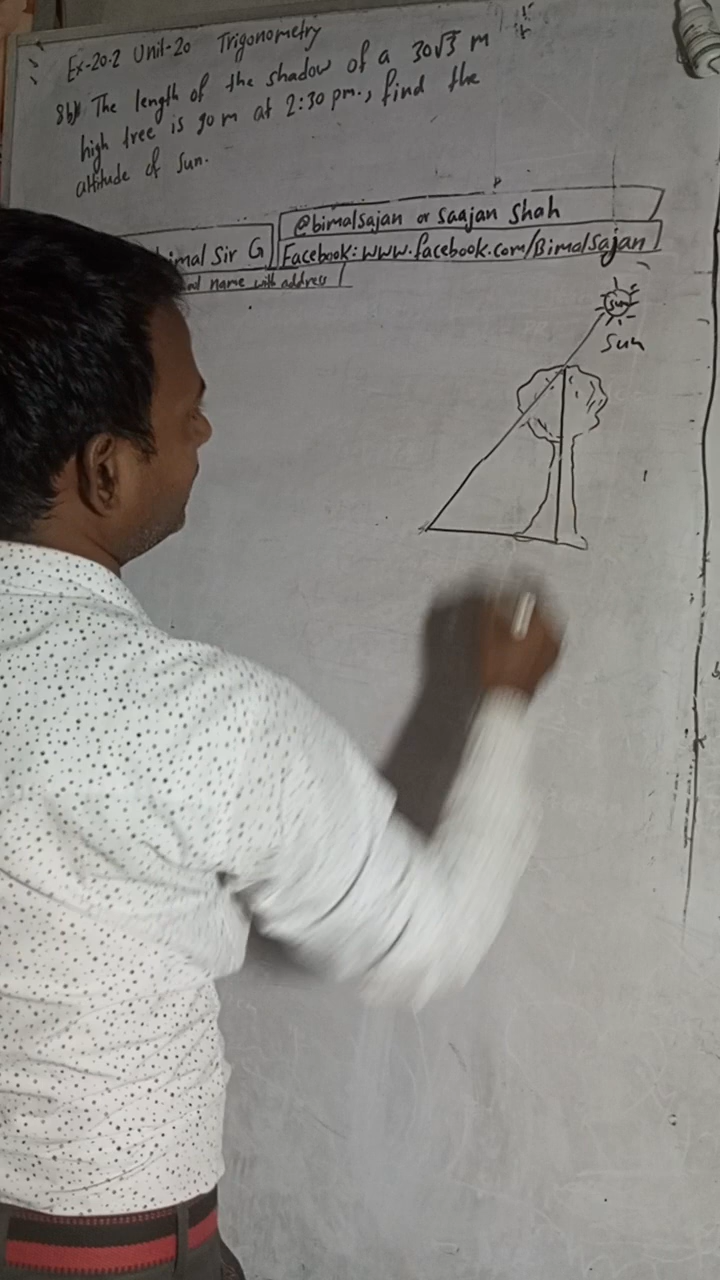 Ex-20.2 Unit-20 Trigonometry
8b) The length of the shadow of a 30√3 m
high tree is 90 m at 2:30 pm., find the
altitude of sun.
@bimalsajan or Saajan Shah
imal Sir G
Facebook: www.facebook.com/Bimalsajan
name with address
sun
Sun